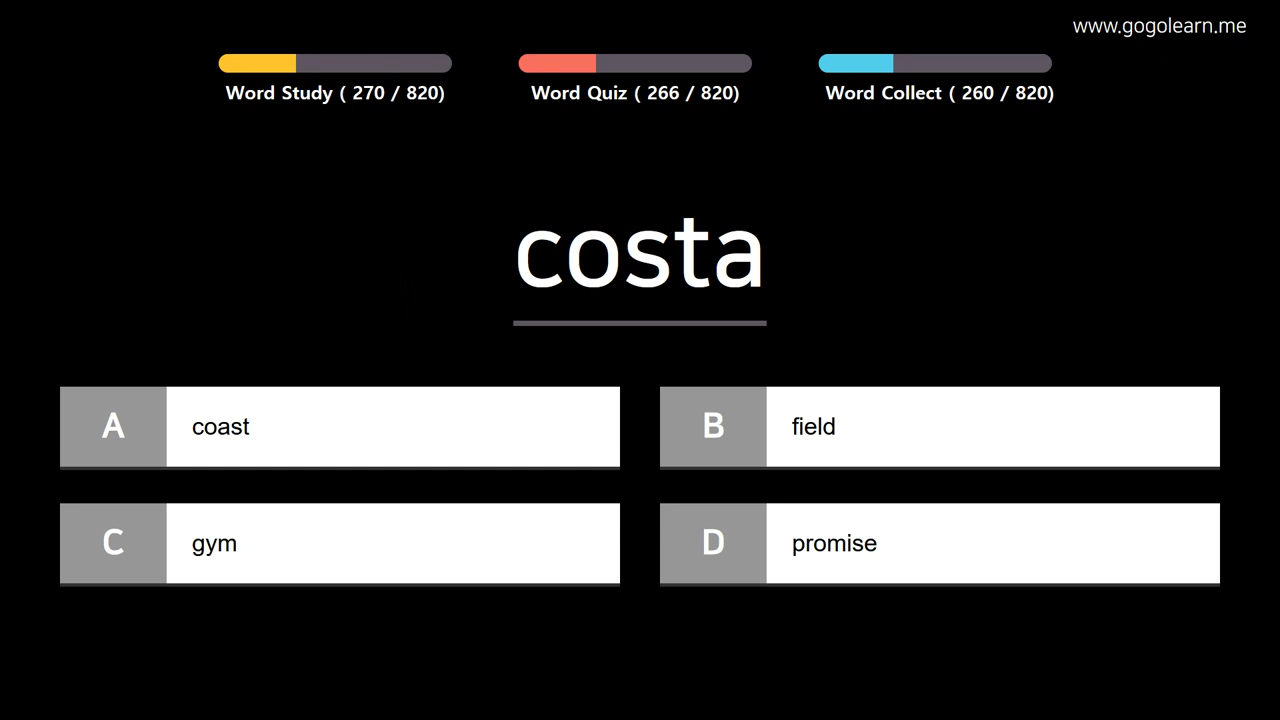 www.gogolearn.me
Word Study ( 270 / 820)
Word Quiz ( 266 / 820)
Word Collect ( 260 / 820)
costa
A coast
B field
C gym
D promise